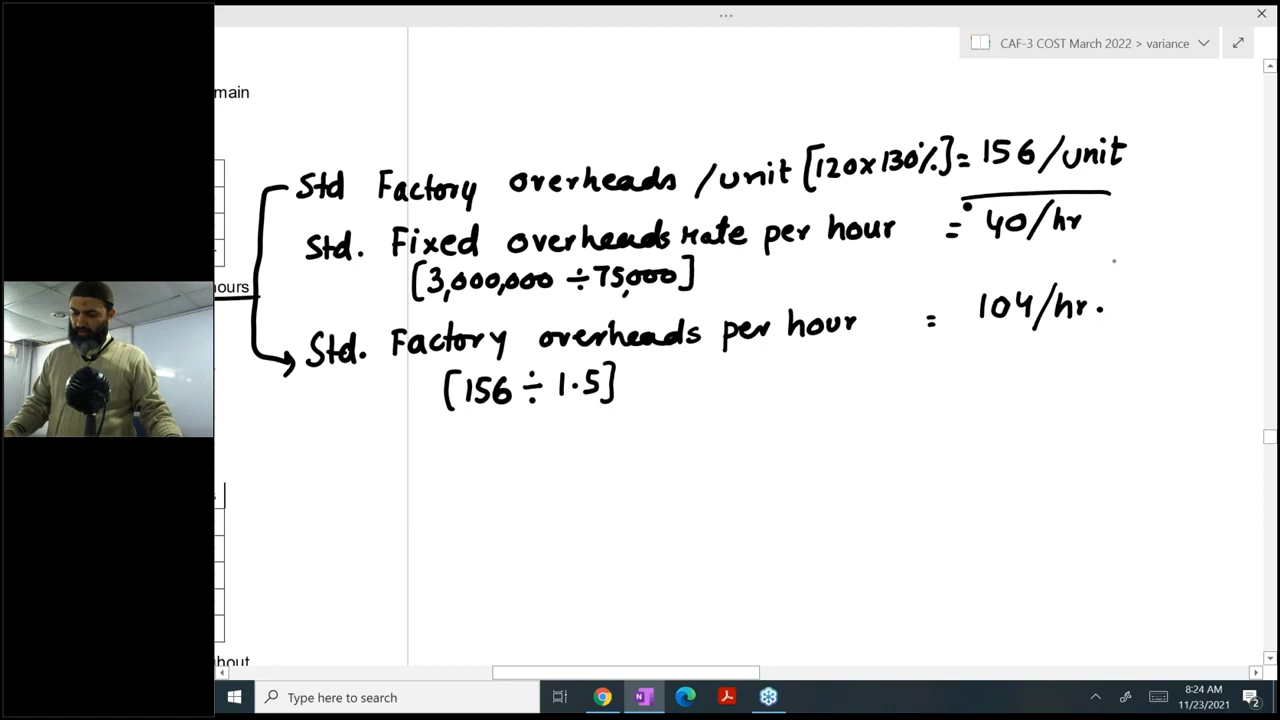 ...
CAF-3 COST March 2022 > variance
main
Std Factory overheads /unit [120x130%] = 156/unit
Std. Fixed overheads rate per hour = 40/hr
[3,000,000 ÷ 75,000]
ours
Std. Factory overheads per hour = 104/hr.
[156 ÷ 1.5]
hout
Type here to search
8:24 AM
11/23/2021
2